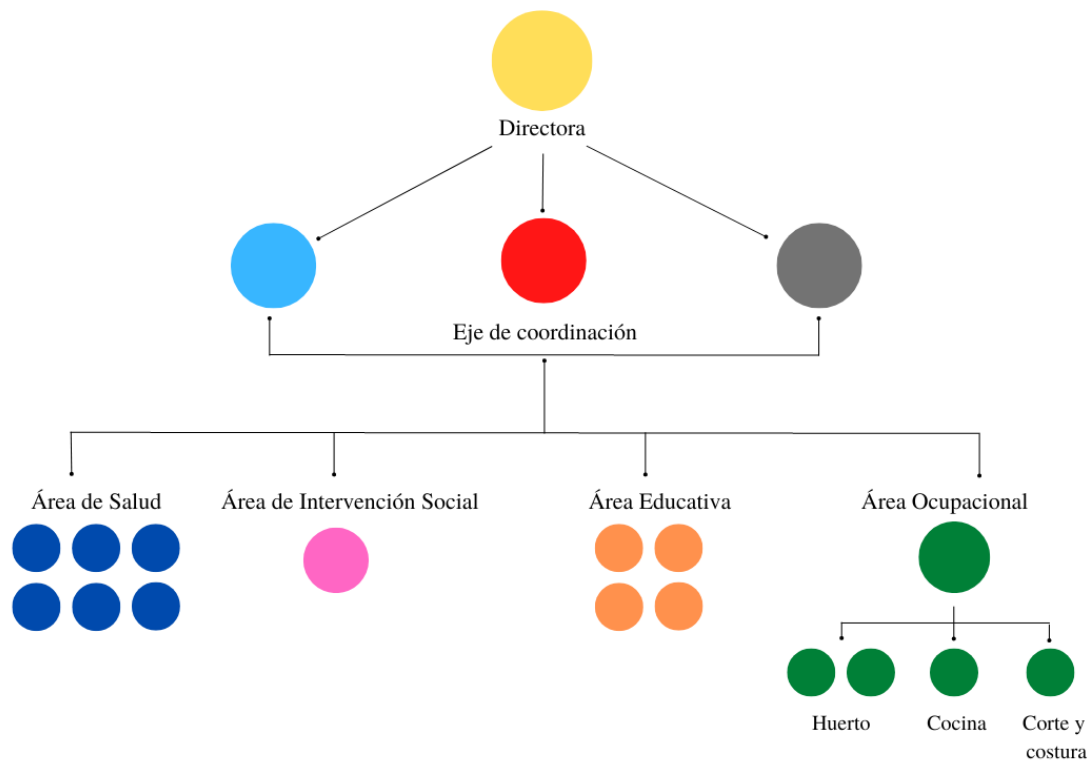 Directora
Eje de coordinación
Área de Salud
Área de Intervención Social
Área Educativa
Área Ocupacional
Huerto
Cocina
Corte y
costura